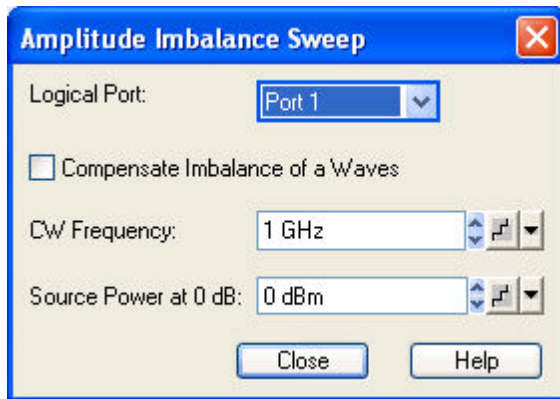 Amplitude Imbalance Sweep
Logical Port: Port 1
Compensate Imbalance of a Waves
CW Frequency: 1 GHz
Source Power at 0 dB: 0 dBm
Close Help